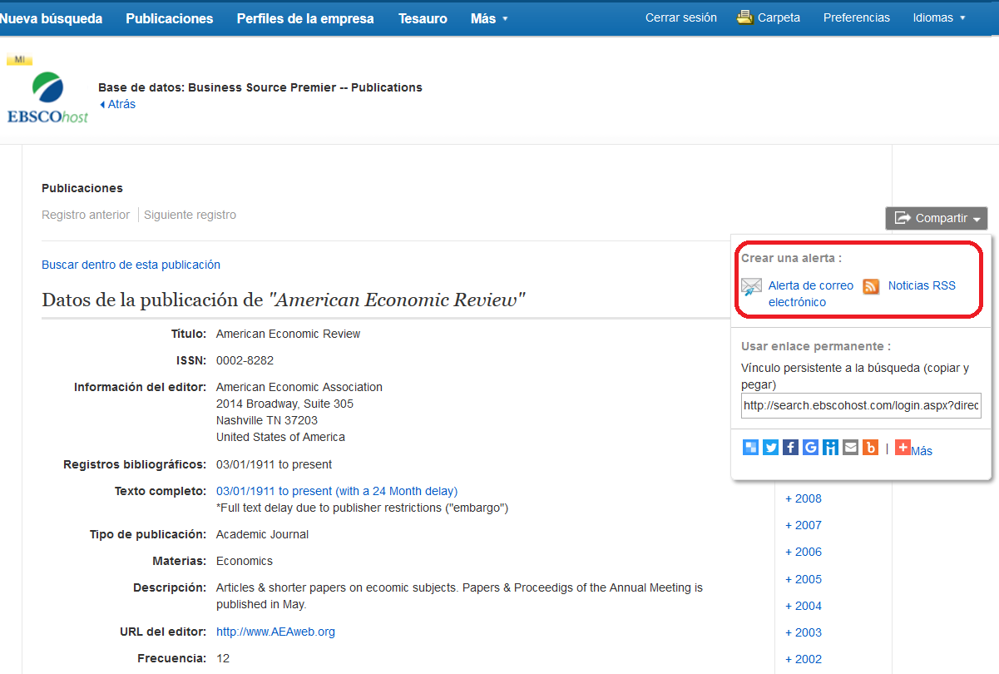 Nueva búsqueda Publicaciones Perfiles de la empresa Tesauro Más Cerrar sesión Carpeta Preferencias Idiomas
MI
EBSCOhost
Base de datos: Business Source Premier -- Publications
Atrás
Publicaciones
Registro anterior Siguiente registro
Compartir
Crear una alerta :
Alerta de correo electrónico
Noticias RSS
Usar enlace permanente :
Vínculo persistente a la búsqueda (copiar y
pegar)
http://search.ebscohost.com/login.aspx?direc
| Más
Buscar dentro de esta publicación
Datos de la publicación de "American Economic Review"
Título: American Economic Review
ISSN: 0002-8282
Información del editor: American Economic Association
2014 Broadway, Suite 305
Nashville TN 37203
United States of America
Registros bibliográficos: 03/01/1911 to present
Texto completo: 03/01/1911 to present (with a 24 Month delay)
*Full text delay due to publisher restrictions ("embargo")
Tipo de publicación: Academic Journal
Materias: Economics
Descripción: Articles & shorter papers on ecoomic subjects. Papers & Proceedigs of the Annual Meeting is
published in May.
URL del editor: http://www.AEAweb.org
Frecuencia: 12
+ 2008
+ 2007
+ 2006
+ 2005
+ 2004
+ 2003
+ 2002